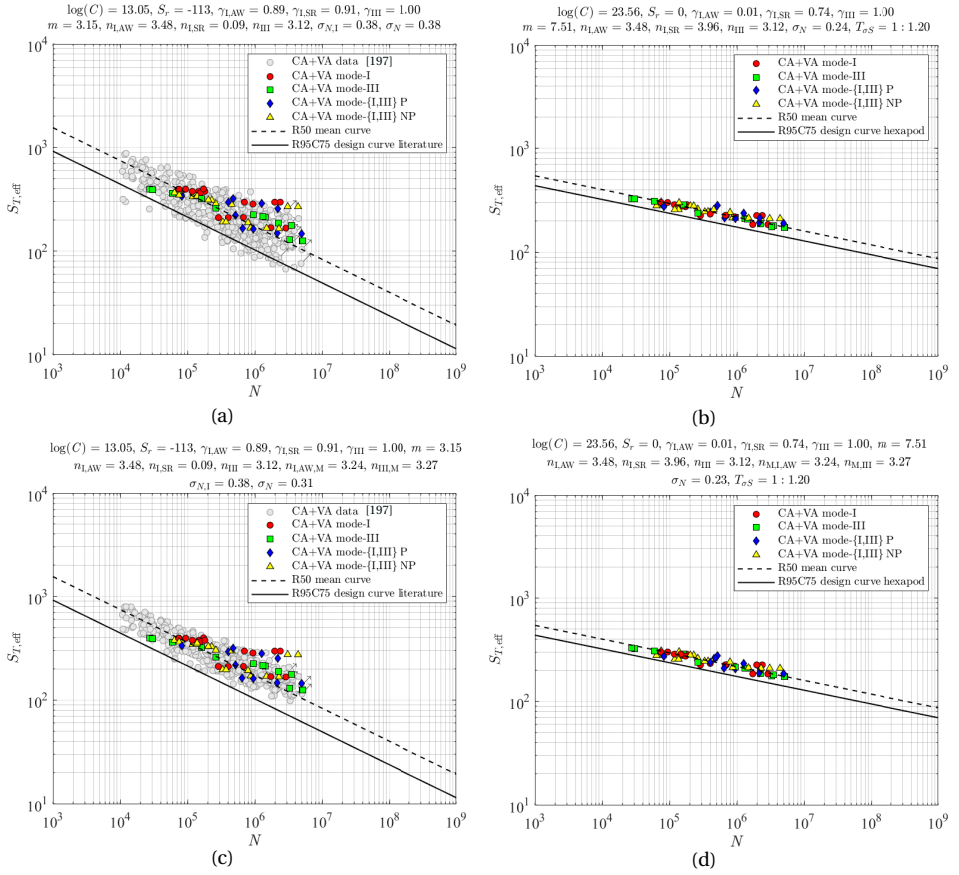 log(C) = 13.05, S_r = -113, γ_I,AW = 0.89, γ_I,SR = 0.91, γ_III = 1.00
m = 3.15, n_I,AW = 3.48, n_I,SR = 0.09, n_III = 3.12, σ_N,I = 0.38, σ_N = 0.38
10^4
10^3
10^2
10^1
S_T,eff
CA+VA data [197]
CA+VA mode-I
CA+VA mode-III
CA+VA mode-{I,III} P
CA+VA mode-{I,III} NP
R50 mean curve
R95C75 design curve literature
10^3 10^4 10^5 10^6 10^7 10^8 10^9
N
(a)
log(C) = 23.56, S_r = 0, γ_I,AW = 0.01, γ_I,SR = 0.74, γ_III = 1.00
m = 7.51, n_I,AW = 3.48, n_I,SR = 3.96, n_III = 3.12, σ_N = 0.24, T_σS = 1 : 1.20
10^4
10^3
10^2
10^1
S_T,eff
CA+VA mode-I
CA+VA mode-III
CA+VA mode-{I,III} P
CA+VA mode-{I,III} NP
R50 mean curve
R95C75 design curve hexapod
10^3 10^4 10^5 10^6 10^7 10^8 10^9
N
(b)
log(C) = 13.05, S_r = -113, γ_I,AW = 0.89, γ_I,SR = 0.91, γ_III = 1.00, m = 3.15
n_I,AW = 3.48, n_I,SR = 0.09, n_III = 3.12, n_I,AW,M = 3.24, n_III,M = 3.27
σ_N,I = 0.38, σ_N = 0.31
10^4
10^3
10^2
10^1
S_T,eff
CA+VA data [197]
CA+VA mode-I
CA+VA mode-III
CA+VA mode-{I,III} P
CA+VA mode-{I,III} NP
R50 mean curve
R95C75 design curve literature
10^3 10^4 10^5 10^6 10^7 10^8 10^9
N
(c)
log(C) = 23.56, S_r = 0, γ_I,AW = 0.01, γ_I,SR = 0.74, γ_III = 1.00, m = 7.51
n_I,AW = 3.48, n_I,SR = 3.96, n_III = 3.12, n_M,I,AW = 3.24, n_M,III = 3.27
σ_N = 0.23, T_σS = 1 : 1.20
10^4
10^3
10^2
10^1
S_T,eff
CA+VA mode-I
CA+VA mode-III
CA+VA mode-{I,III} P
CA+VA mode-{I,III} NP
R50 mean curve
R95C75 design curve hexapod
10^3 10^4 10^5 10^6 10^7 10^8 10^9
N
(d)